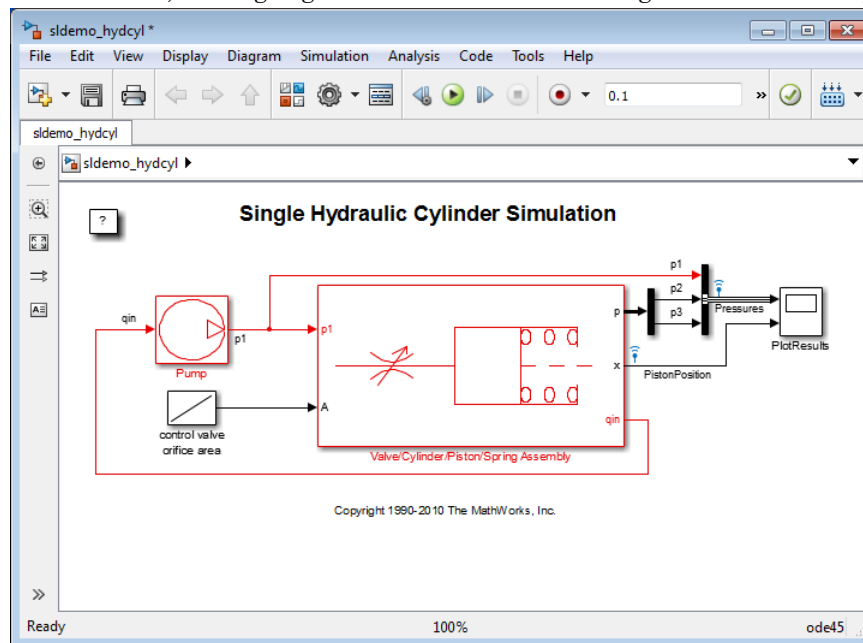 sldemo_hydcyl *
File Edit View Display Diagram Simulation Analysis Code Tools Help
0.1 »
sldemo_hydcyl
sldemo_hydcyl
?
Single Hydraulic Cylinder Simulation
p1
p2
p3
Pressures
PlotResults
qin
p1
Pump
p1
p
x
PistonPosition
A
control valve
orifice area
qin
Valve/Cylinder/Piston/Spring Assembly
Copyright 1990-2010 The MathWorks, Inc.
»
Ready 100% ode45